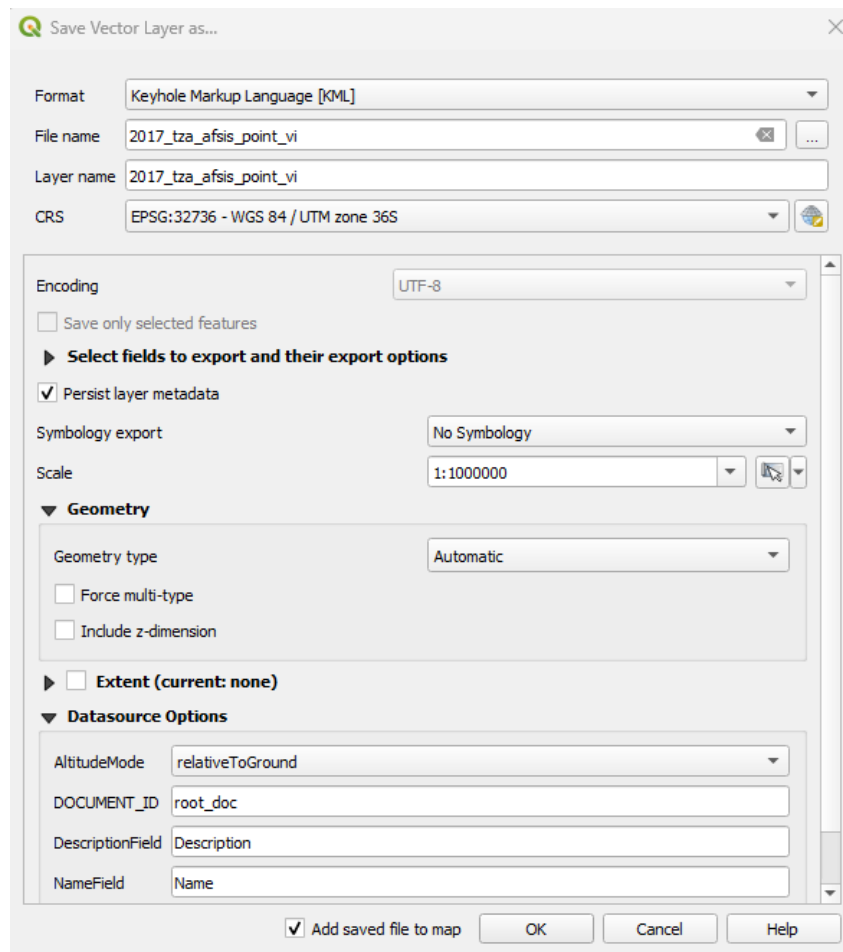 Save Vector Layer as...
Format Keyhole Markup Language [KML]
File name 2017_tza_afsis_point_vi ...
Layer name 2017_tza_afsis_point_vi
CRS EPSG:32736 - WGS 84 / UTM zone 36S
Encoding UTF-8
Save only selected features
Select fields to export and their export options
Persist layer metadata
Symbology export No Symbology
Scale 1:1000000
Geometry
Geometry type Automatic
Force multi-type
Include z-dimension
Extent (current: none)
Datasource Options
AltitudeMode relativeToGround
DOCUMENT_ID root_doc
DescriptionField Description
NameField Name
Add saved file to map OK Cancel Help